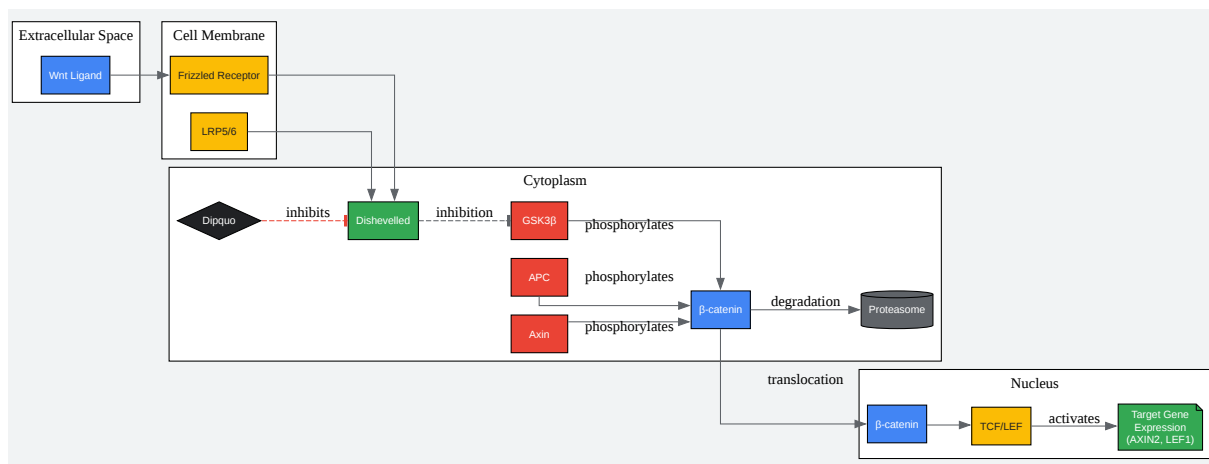 Extracellular Space
Wnt Ligand
Cell Membrane
Frizzled Receptor
LRP5/6
Cytoplasm
Dipquo
inhibits
Dishevelled
inhibition
GSK3β
phosphorylates
APC
phosphorylates
Axin
phosphorylates
β-catenin
degradation
Proteasome
translocation
Nucleus
β-catenin
TCF/LEF
activates
Target Gene
Expression
(AXIN2, LEF1)